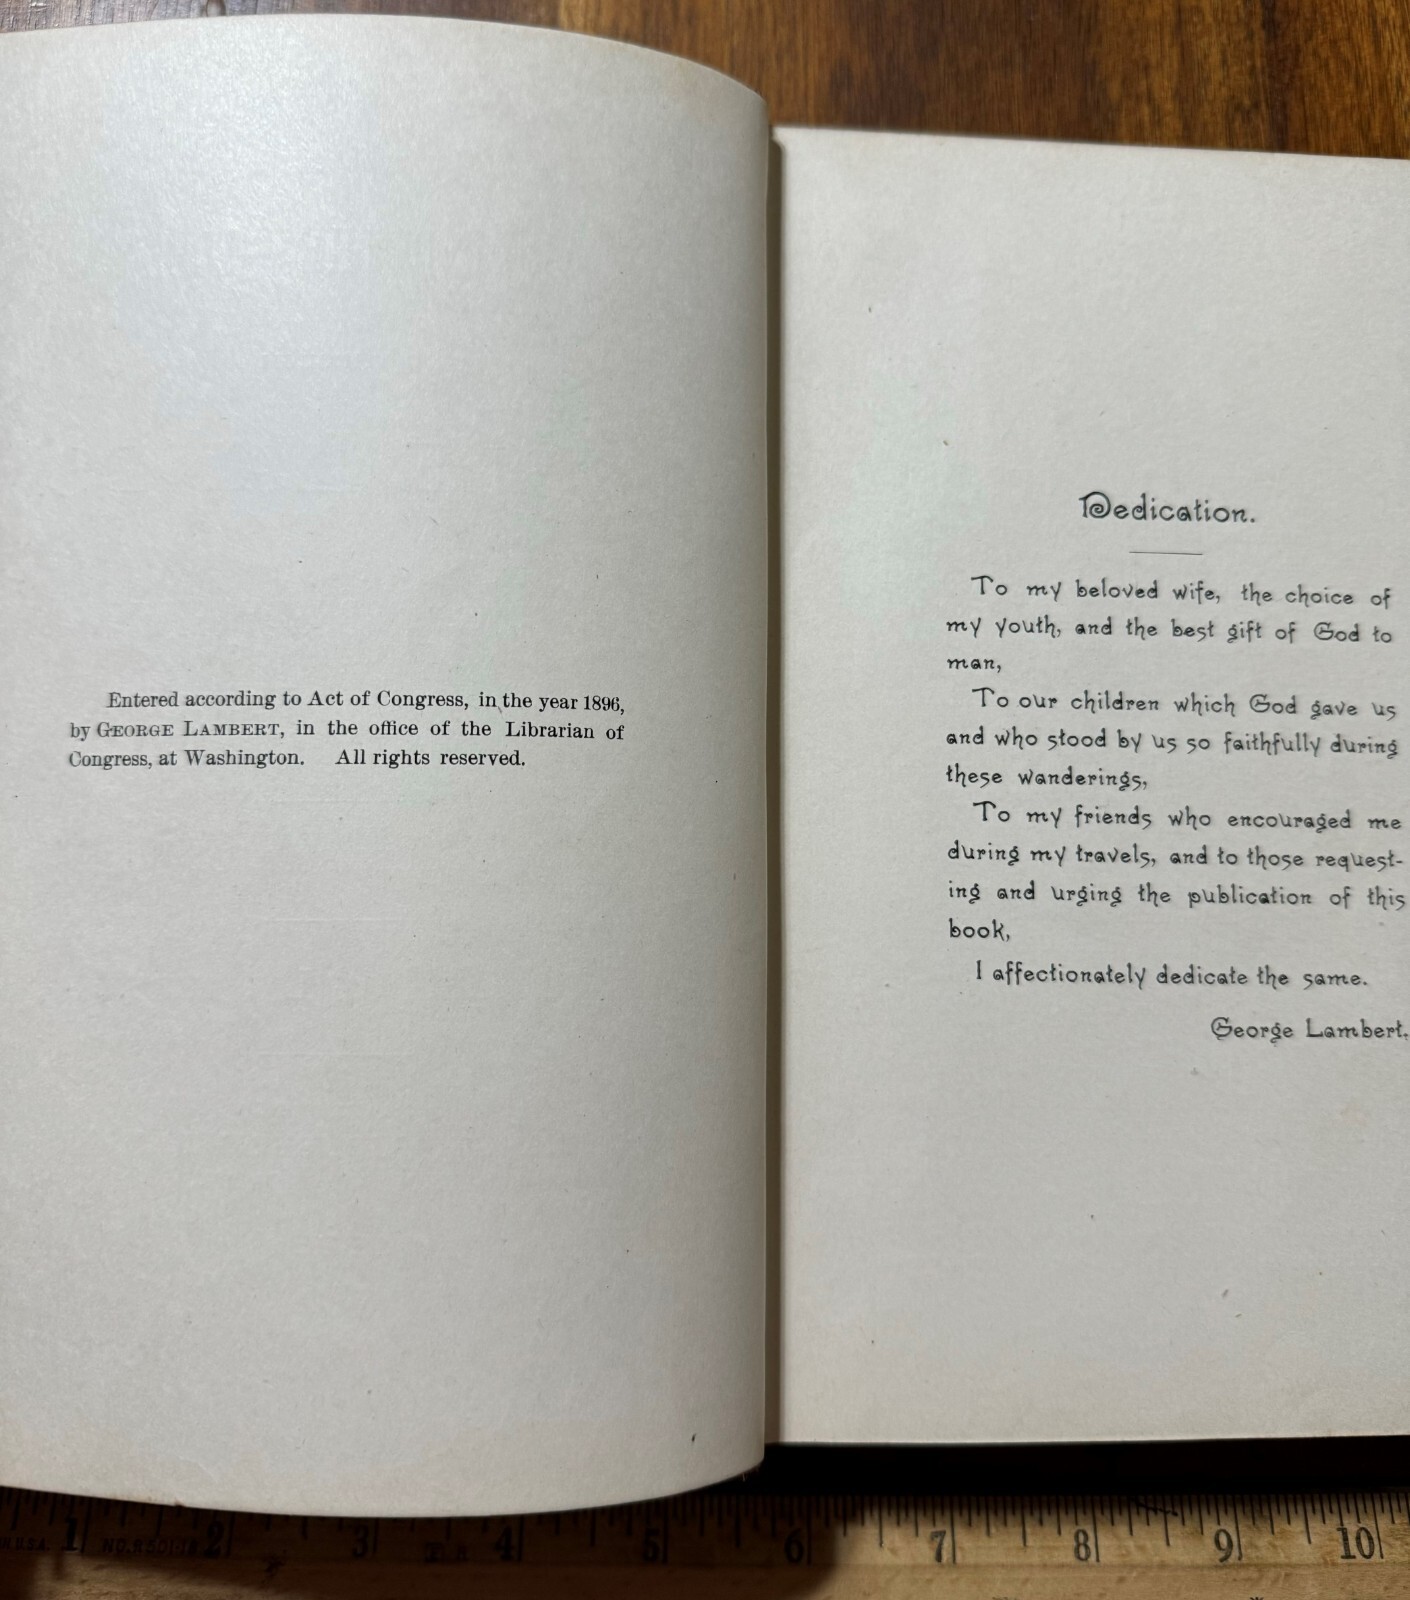 Entered according to Act of Congress, in the year 1896,
by GEORGE LAMBERT, in the office of the Librarian of
Congress, at Washington. All rights reserved.
Dedication.
To my beloved wife, the choice of
my youth, and the best gift of God to
man,
To our children which God gave us
and who stood by us so faithfully during
these wanderings,
To my friends who encouraged me
during my travels, and to those request-
ing and urging the publication of this
book,
I affectionately dedicate the same.
George Lambert.
1 2 3 4 5 6 7 8 9 10
U.S.A. NO.